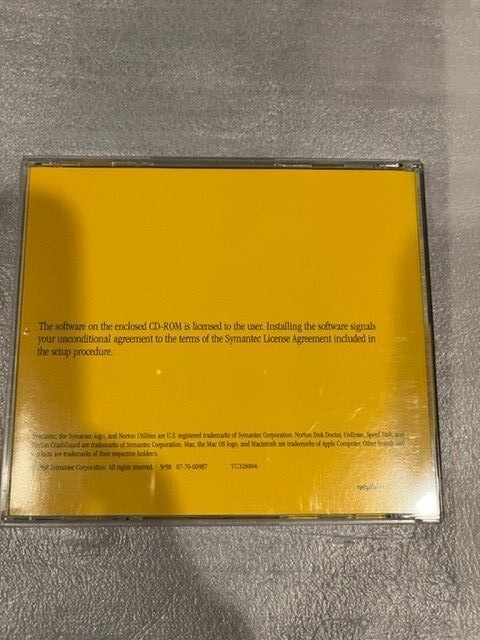 The software on the enclosed CD-ROM is licensed to the user. Installing the software signals
your unconditional agreement to the terms of the Symantec License Agreement included in
the setup procedure.
Symantec, the Symantec logo, and Norton Utilities are U.S. registered trademarks of Symantec Corporation. Norton Disk Doctor, UnErase, Speed Disk, and
Norton CrashGuard are trademarks of Symantec Corporation. Mac, the Mac OS logo, and Macintosh are trademarks of Apple Computer. Other brands and
products are trademarks of their respective holder/s.
Symantec Corporation. All rights reserved. 9/98 07-70-00987 TC328804